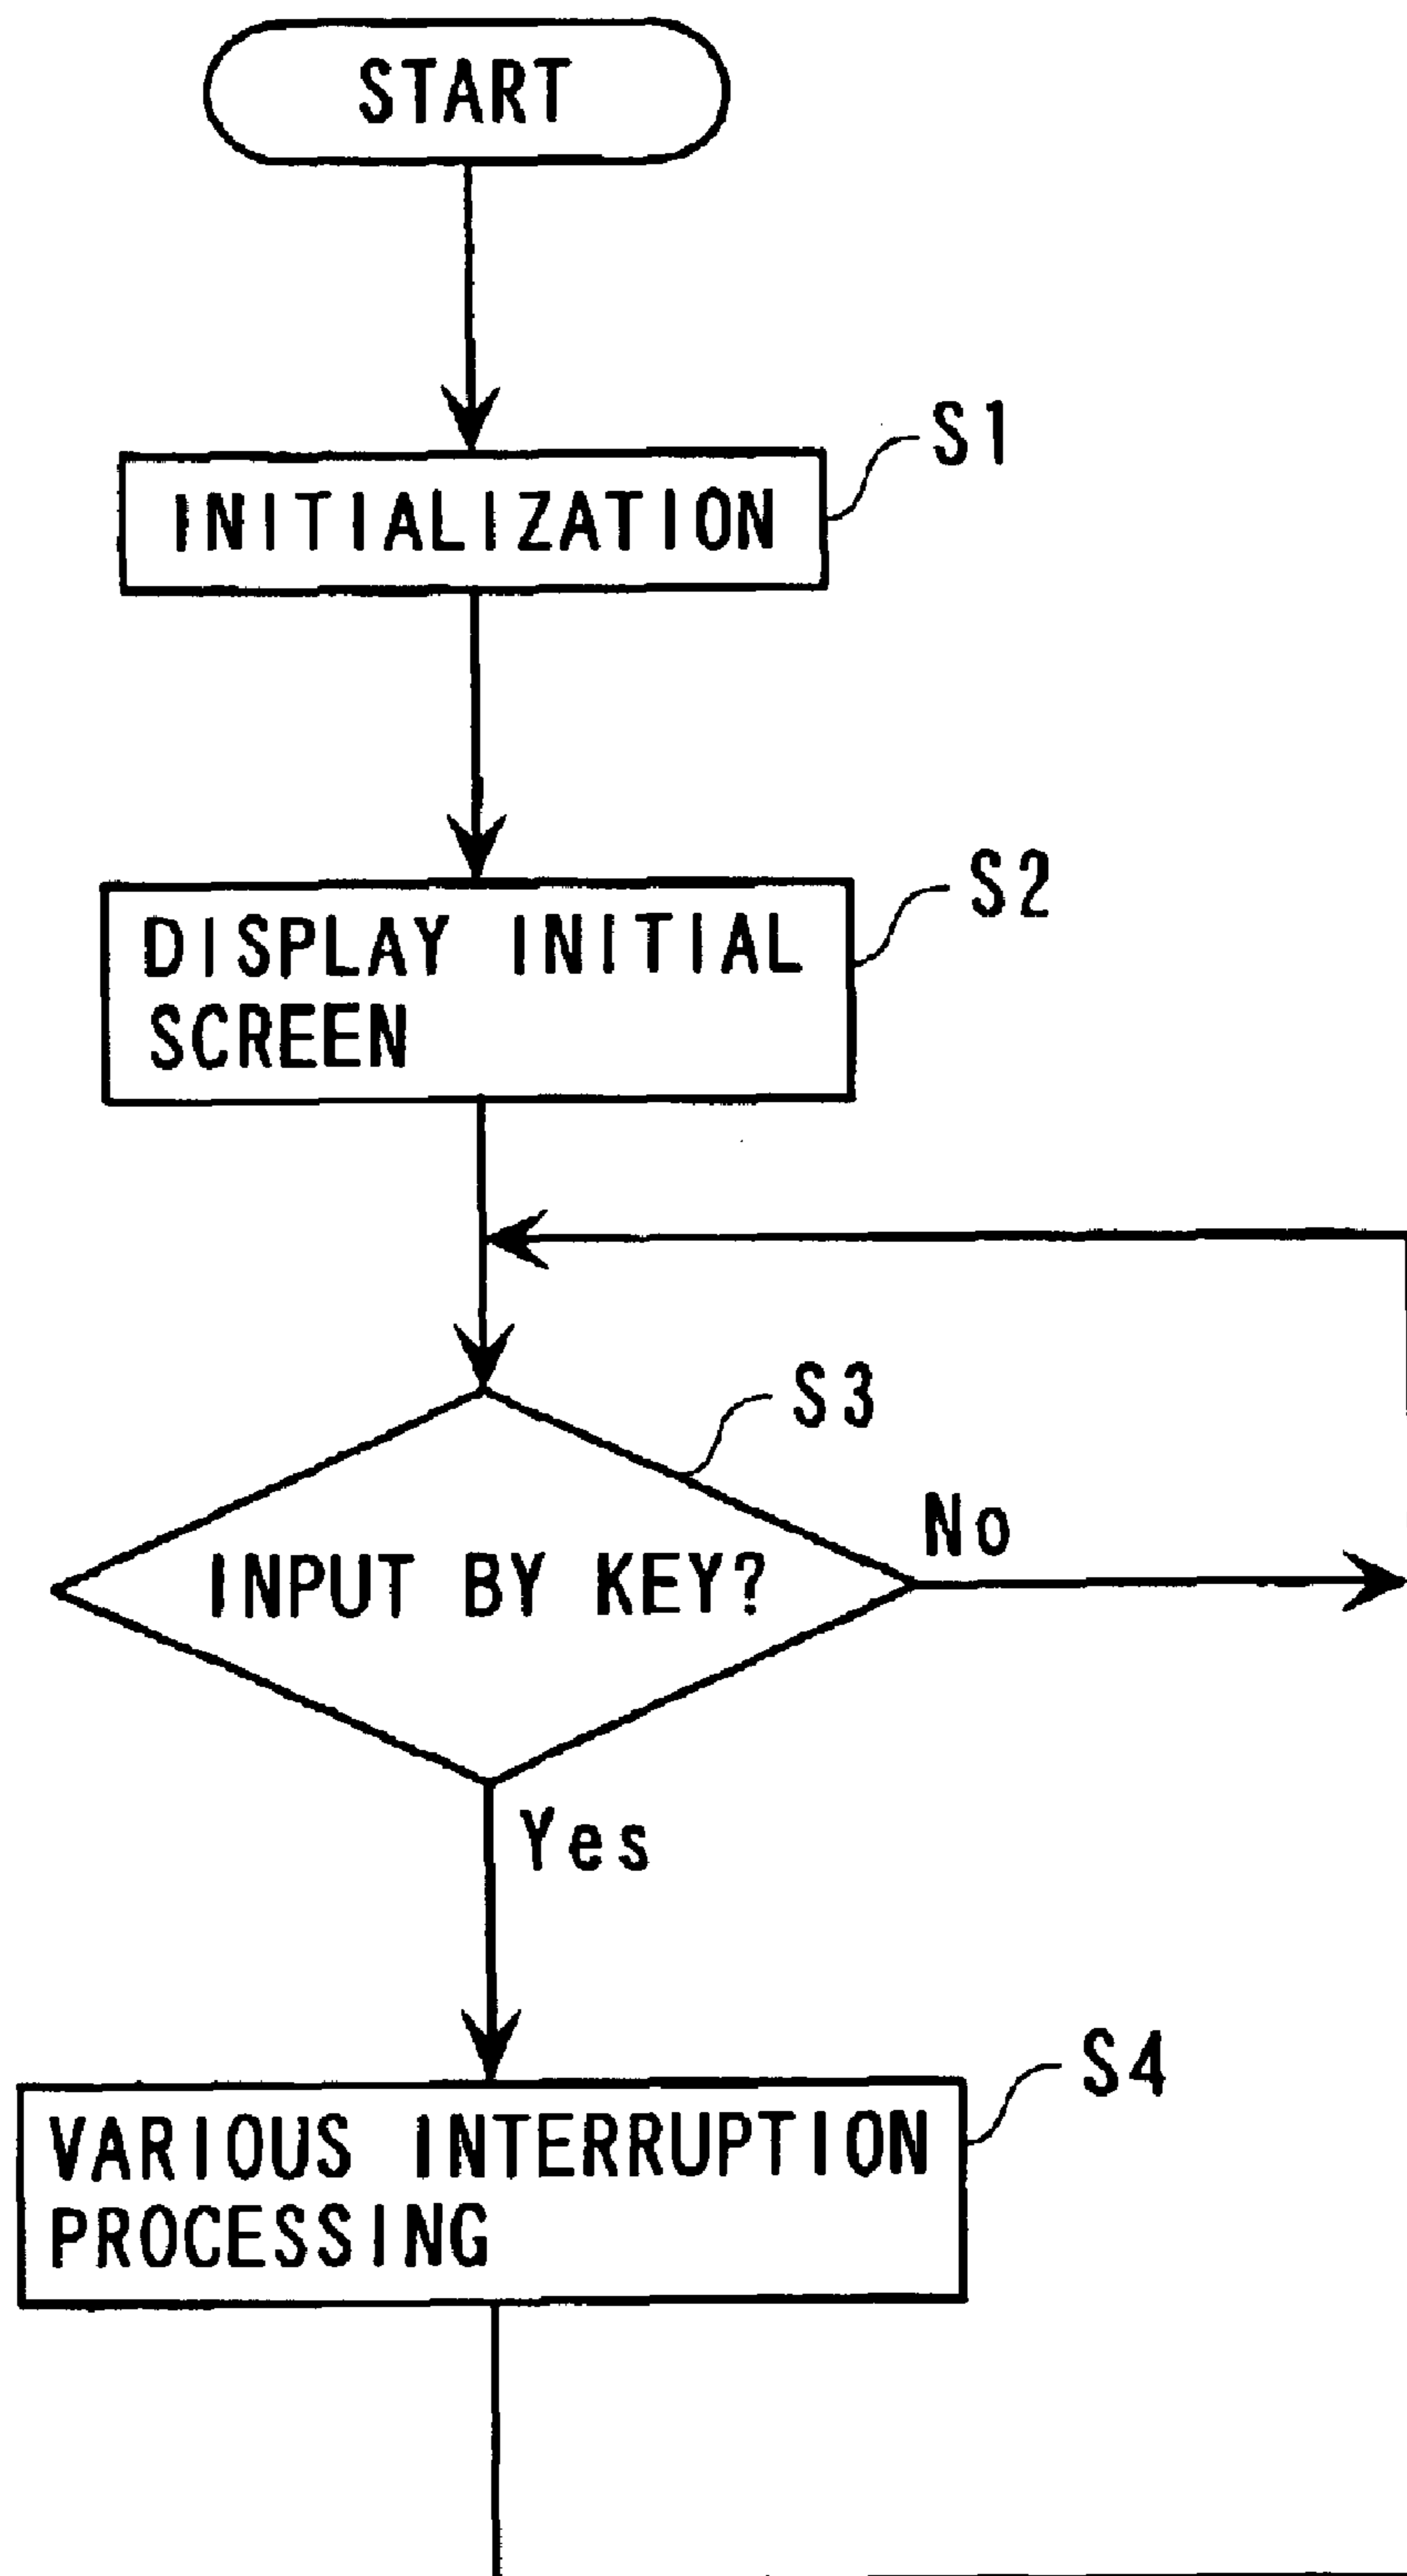 START
S1
INITIALIZATION
S2
DISPLAY INITIAL
SCREEN
S3
No
INPUT BY KEY?
Yes
S4
VARIOUS INTERRUPTION
PROCESSING